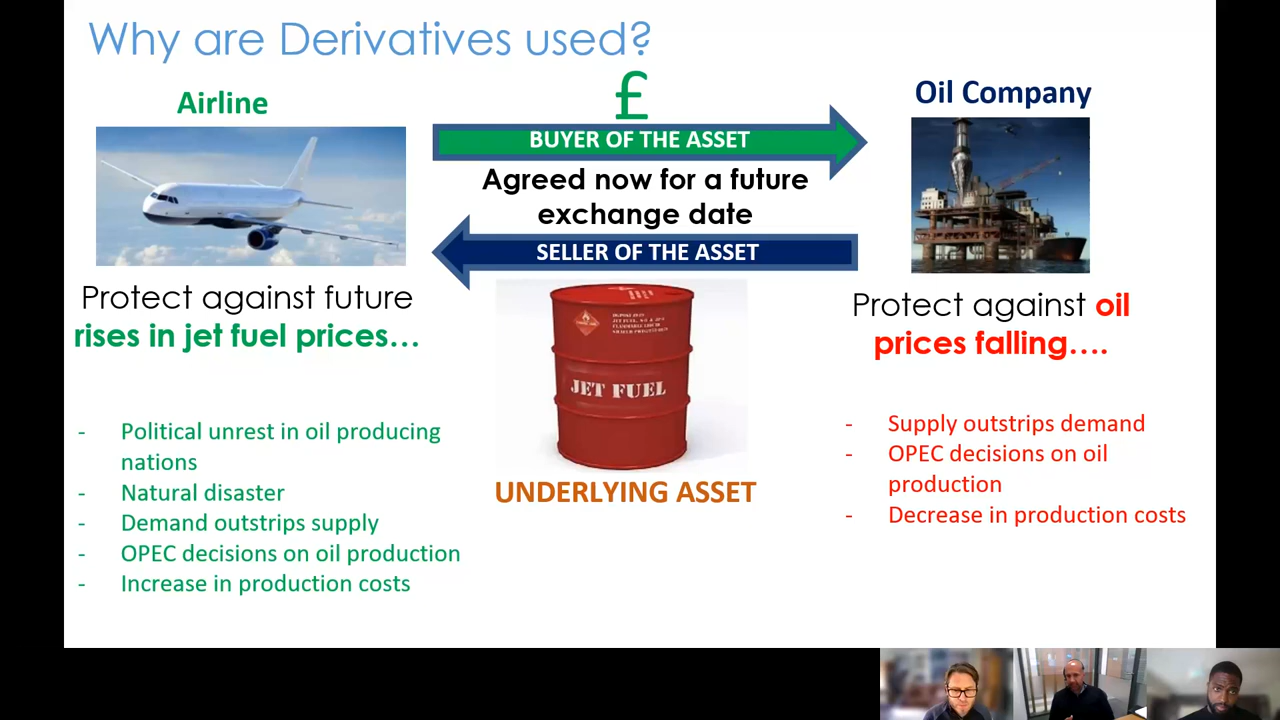 Why are Derivatives used?
Airline
£
Oil Company
BUYER OF THE ASSET
Agreed now for a future
exchange date
SELLER OF THE ASSET
Protect against future
rises in jet fuel prices…
Protect against oil
prices falling….
JET FUEL
UNDERLYING ASSET
- Political unrest in oil producing
nations
- Natural disaster
- Demand outstrips supply
- OPEC decisions on oil production
- Increase in production costs
- Supply outstrips demand
- OPEC decisions on oil
production
- Decrease in production costs